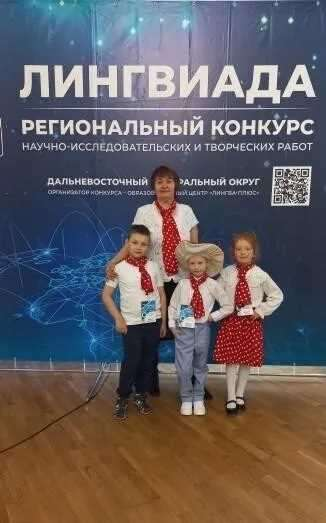 ЛИНГВИАДА
РЕГИОНАЛЬНЫЙ КОНКУРС
НАУЧНО-ИССЛЕДОВАТЕЛЬСКИХ И ТВОРЧЕСКИХ РАБОТ
ДАЛЬНЕВОСТОЧНЫЙ ОКРУГ
ОРГАНИЗАТОР КОНКУРСА - ЦЕНТР «ЛИНГВА-ПЛЮС»